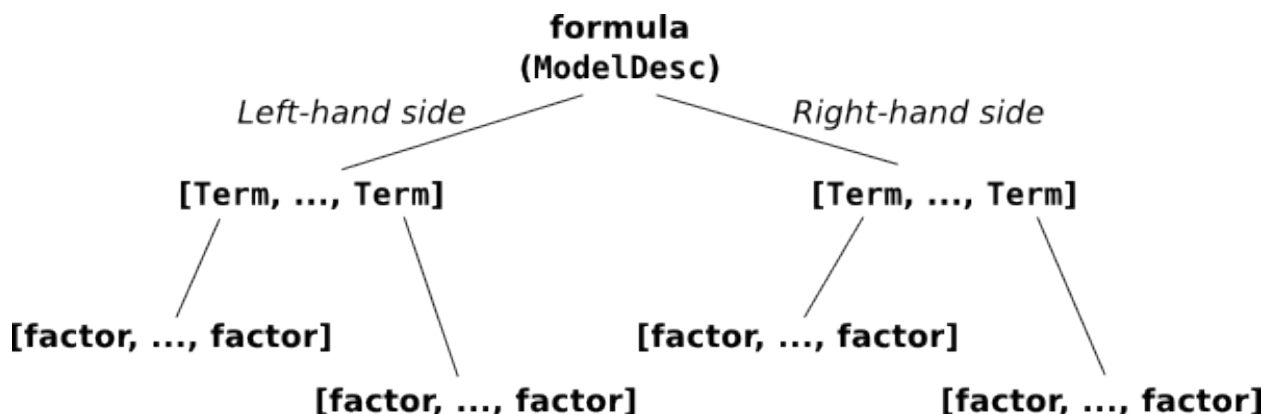 formula
(ModelDesc)
Left-hand side
Right-hand side
[Term, ..., Term]
[Term, ..., Term]
[factor, ..., factor]
[factor, ..., factor]
[factor, ..., factor]
[factor, ..., factor]